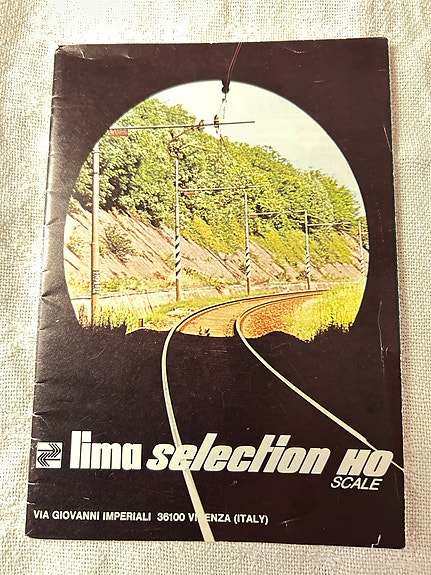 lima selection HO
SCALE
VIA GIOVANNI IMPERIALI 36100 VICENZA (ITALY)